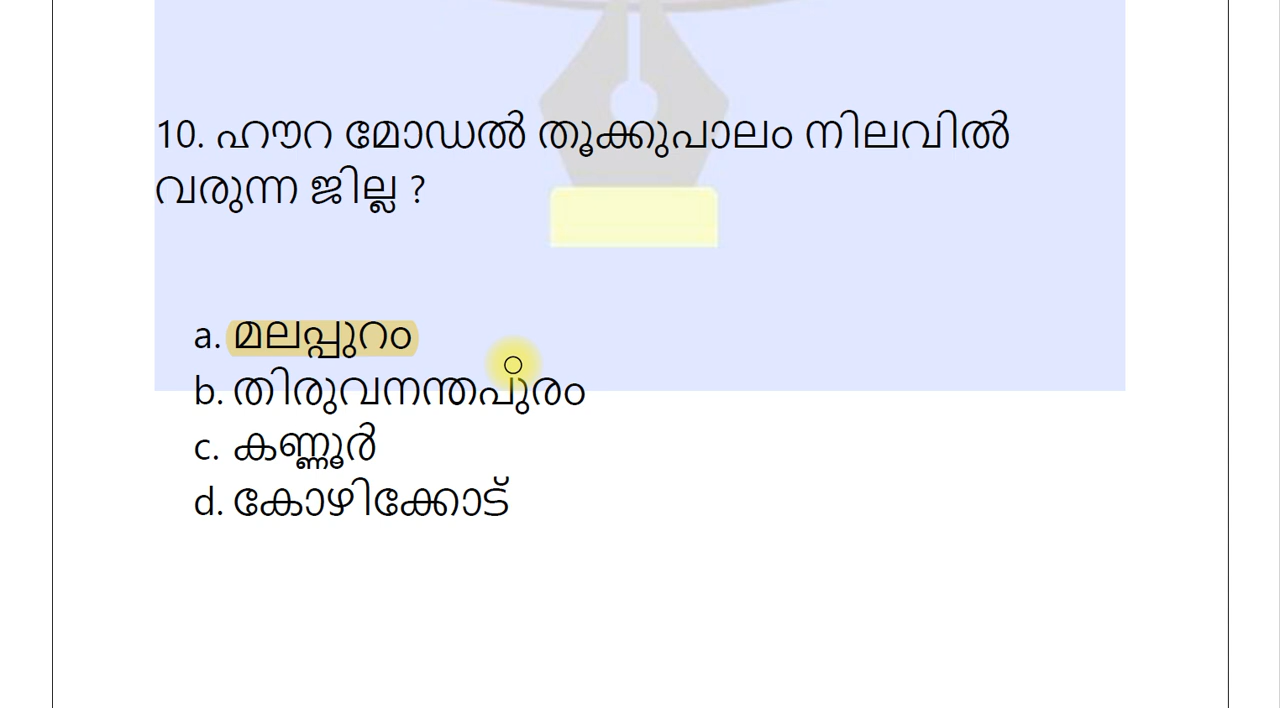 10. ഹൗറ മോഡൽ തൂക്കുപാലം നിലവിൽ
വരുന്ന ജില്ല ?
a. മലപ്പുറം
b. തിരുവനന്തപുരം
c. കണ്ണൂർ
d. കോഴിക്കോട്